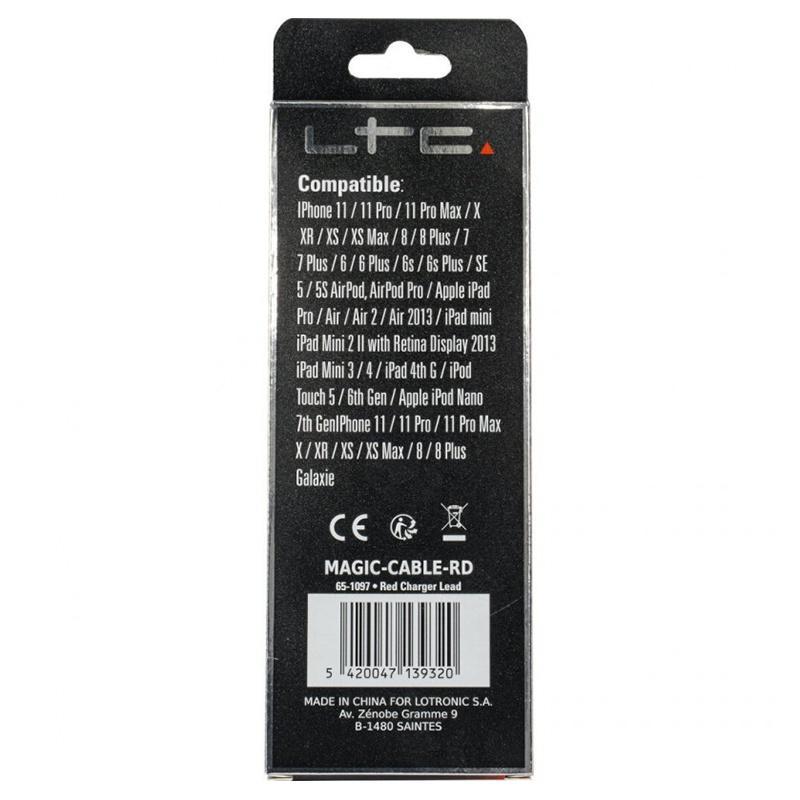 LTC
Compatible:
IPhone 11 / 11 Pro / 11 Pro Max / X
XR / XS / XS Max / 8 / 8 Plus / 7
7 Plus / 6 / 6 Plus / 6s / 6s Plus / SE
5 / 5S AirPod, AirPod Pro / Apple iPad
Pro / Air / Air 2 / Air 2013 / iPad mini
iPad Mini 2 II with Retina Display 2013
iPad Mini 3 / 4 / iPad 4th G / iPod
Touch 5 / 6th Gen / Apple iPod Nano
7th GenIPhone 11 / 11 Pro / 11 Pro Max
X / XR / XS / XS Max / 8 / 8 Plus
Galaxie
CE
MAGIC-CABLE-RD
65-1097 • Red Charger Lead
5 420047 139320
MADE IN CHINA FOR LOTRONIC S.A.
Av. Zénobe Gramme 9
B-1480 SAINTES